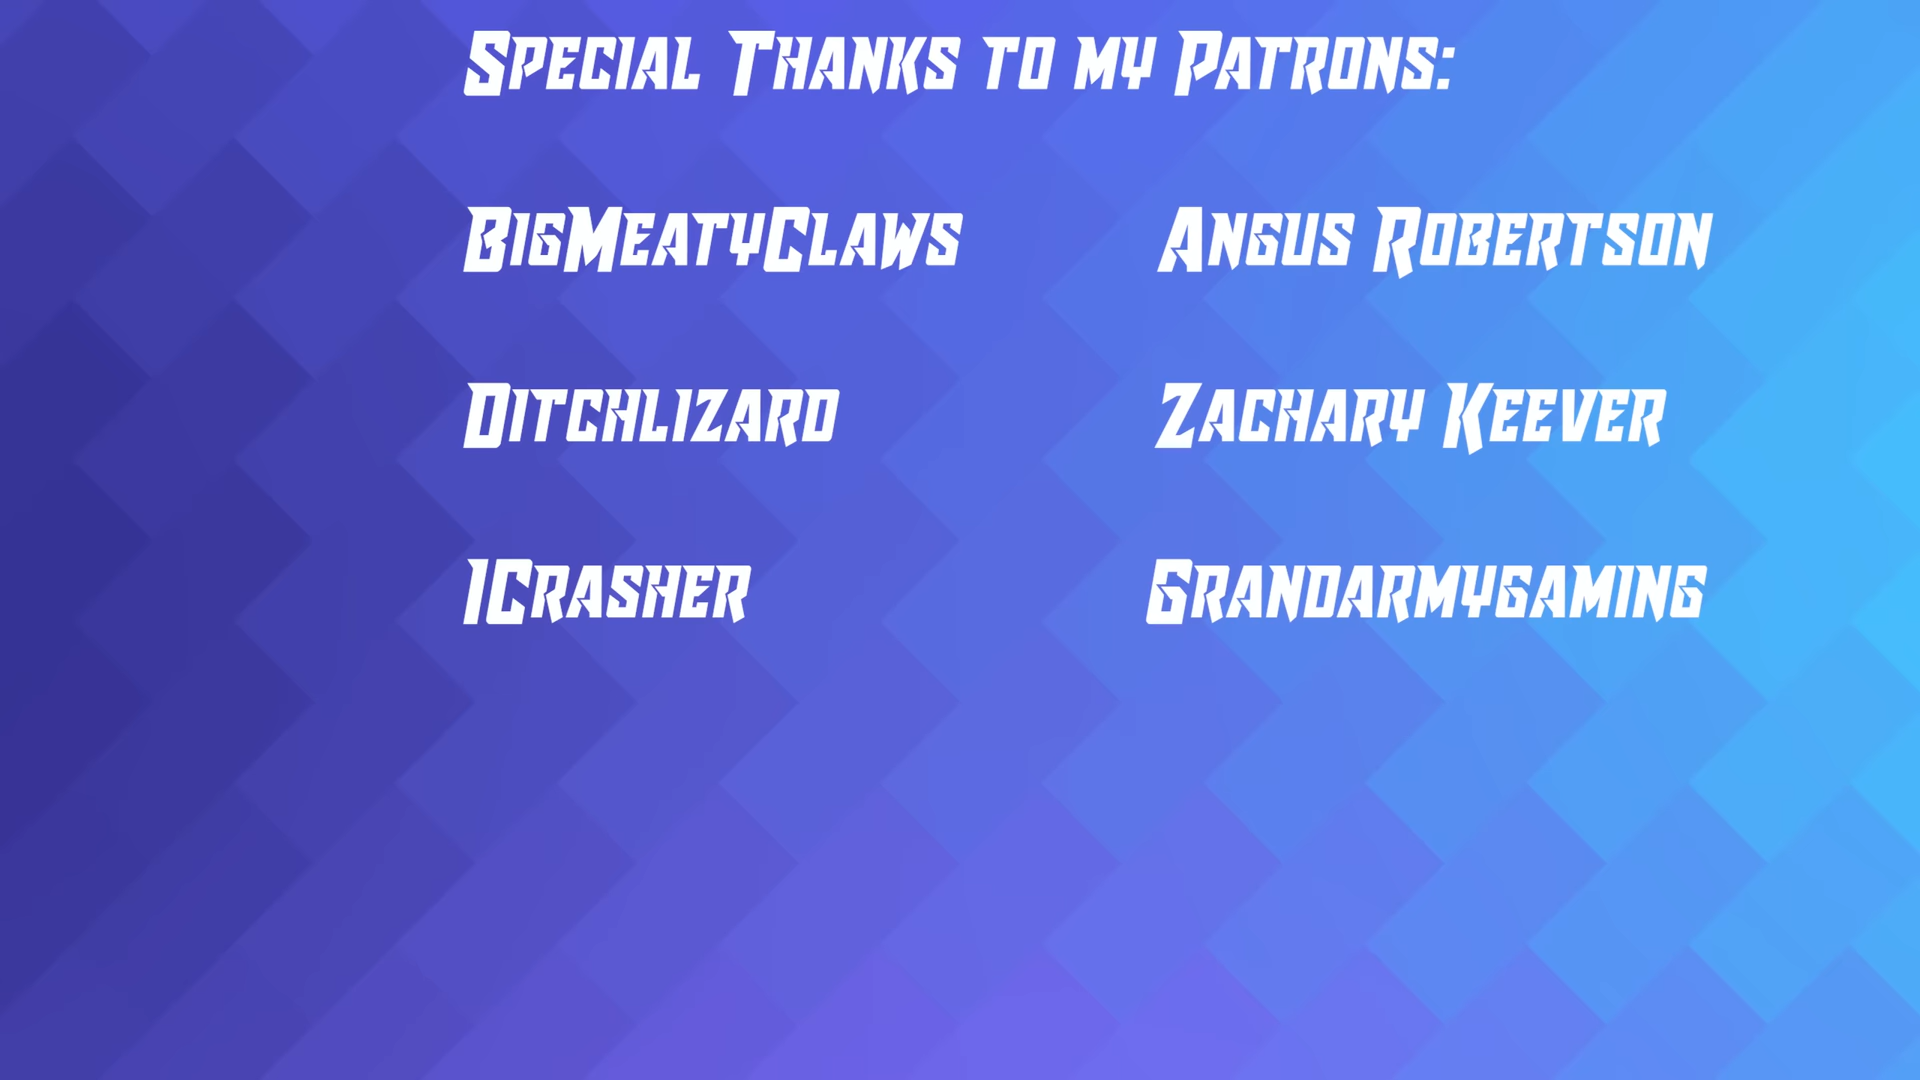 Special Thanks to my Patrons:
BigMeatyClaws Angus Robertson
Ditchlizard Zachary Keever
ICrasher Grandarmygaming